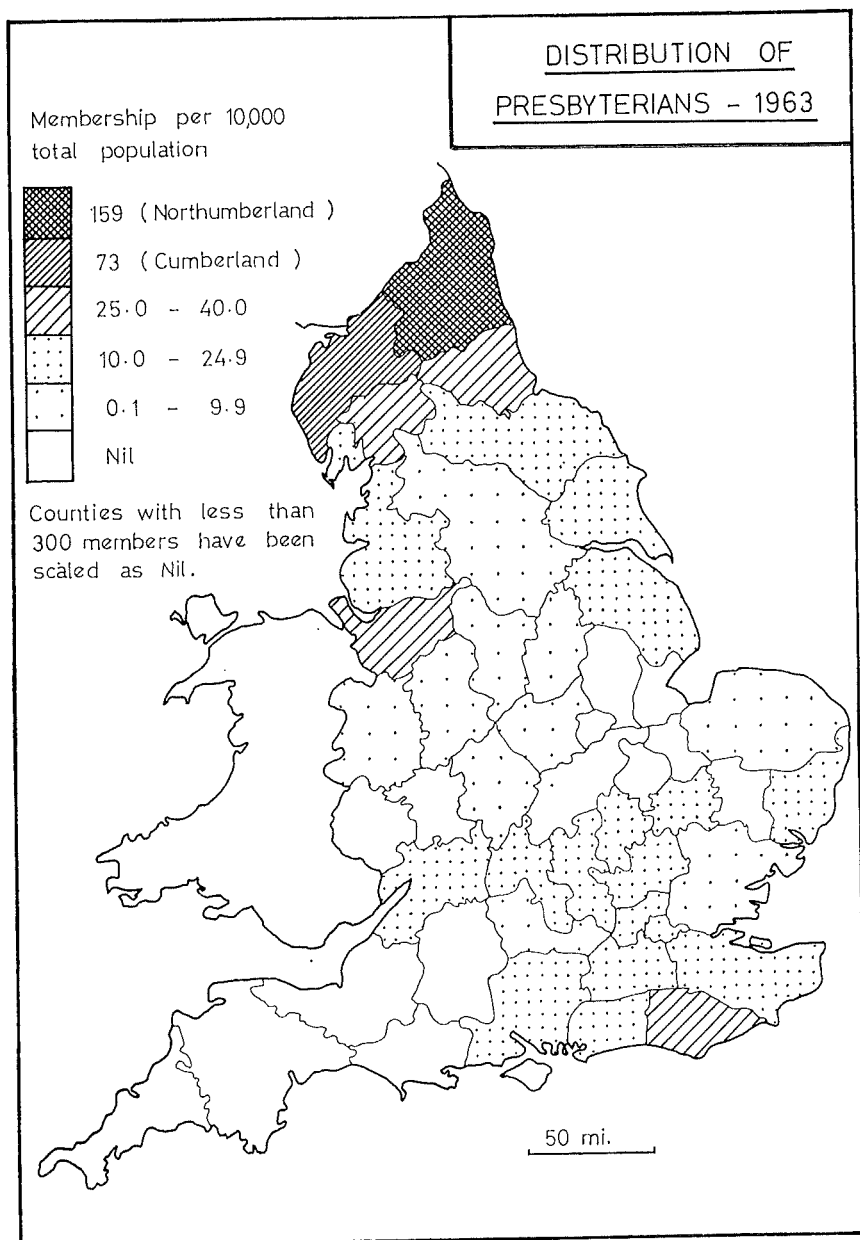 DISTRIBUTION OF
PRESBYTERIANS - 1963
Membership per 10,000
total population
159 ( Northumberland )
73 ( Cumberland )
25·0 - 40·0
10·0 - 24·9
0·1 - 9·9
Nil
Counties with less than
300 members have been
scaled as Nil.
50 mi.